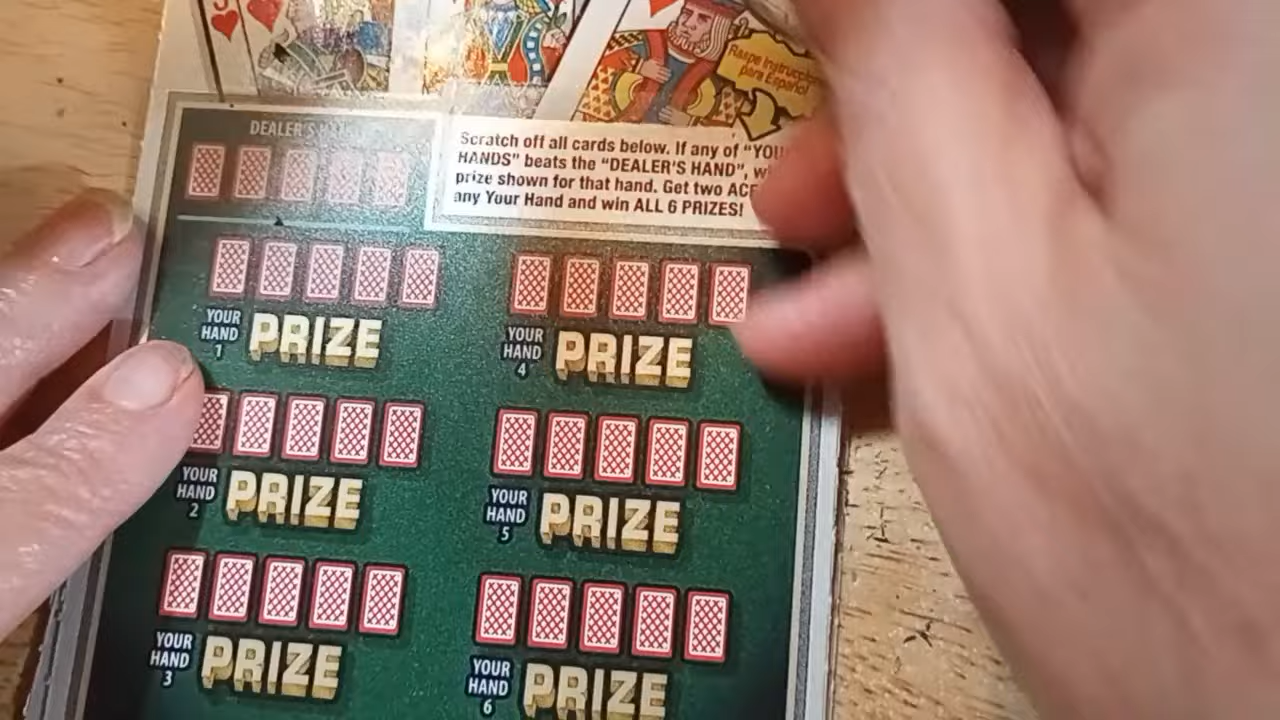 J
Raspe Instrucci
para Español
DEALER'S
Scratch off all cards below. If any of "YOU
HANDS" beats the "DEALER'S HAND", wi
prize shown for that hand. Get two ACE
any Your Hand and win ALL 6 PRIZES!
YOUR
HAND
1
PRIZE
YOUR
HAND
4
PRIZE
YOUR
HAND
2
PRIZE
YOUR
HAND
5
PRIZE
YOUR
HAND
3
PRIZE
YOUR
HAND
6
PRIZE